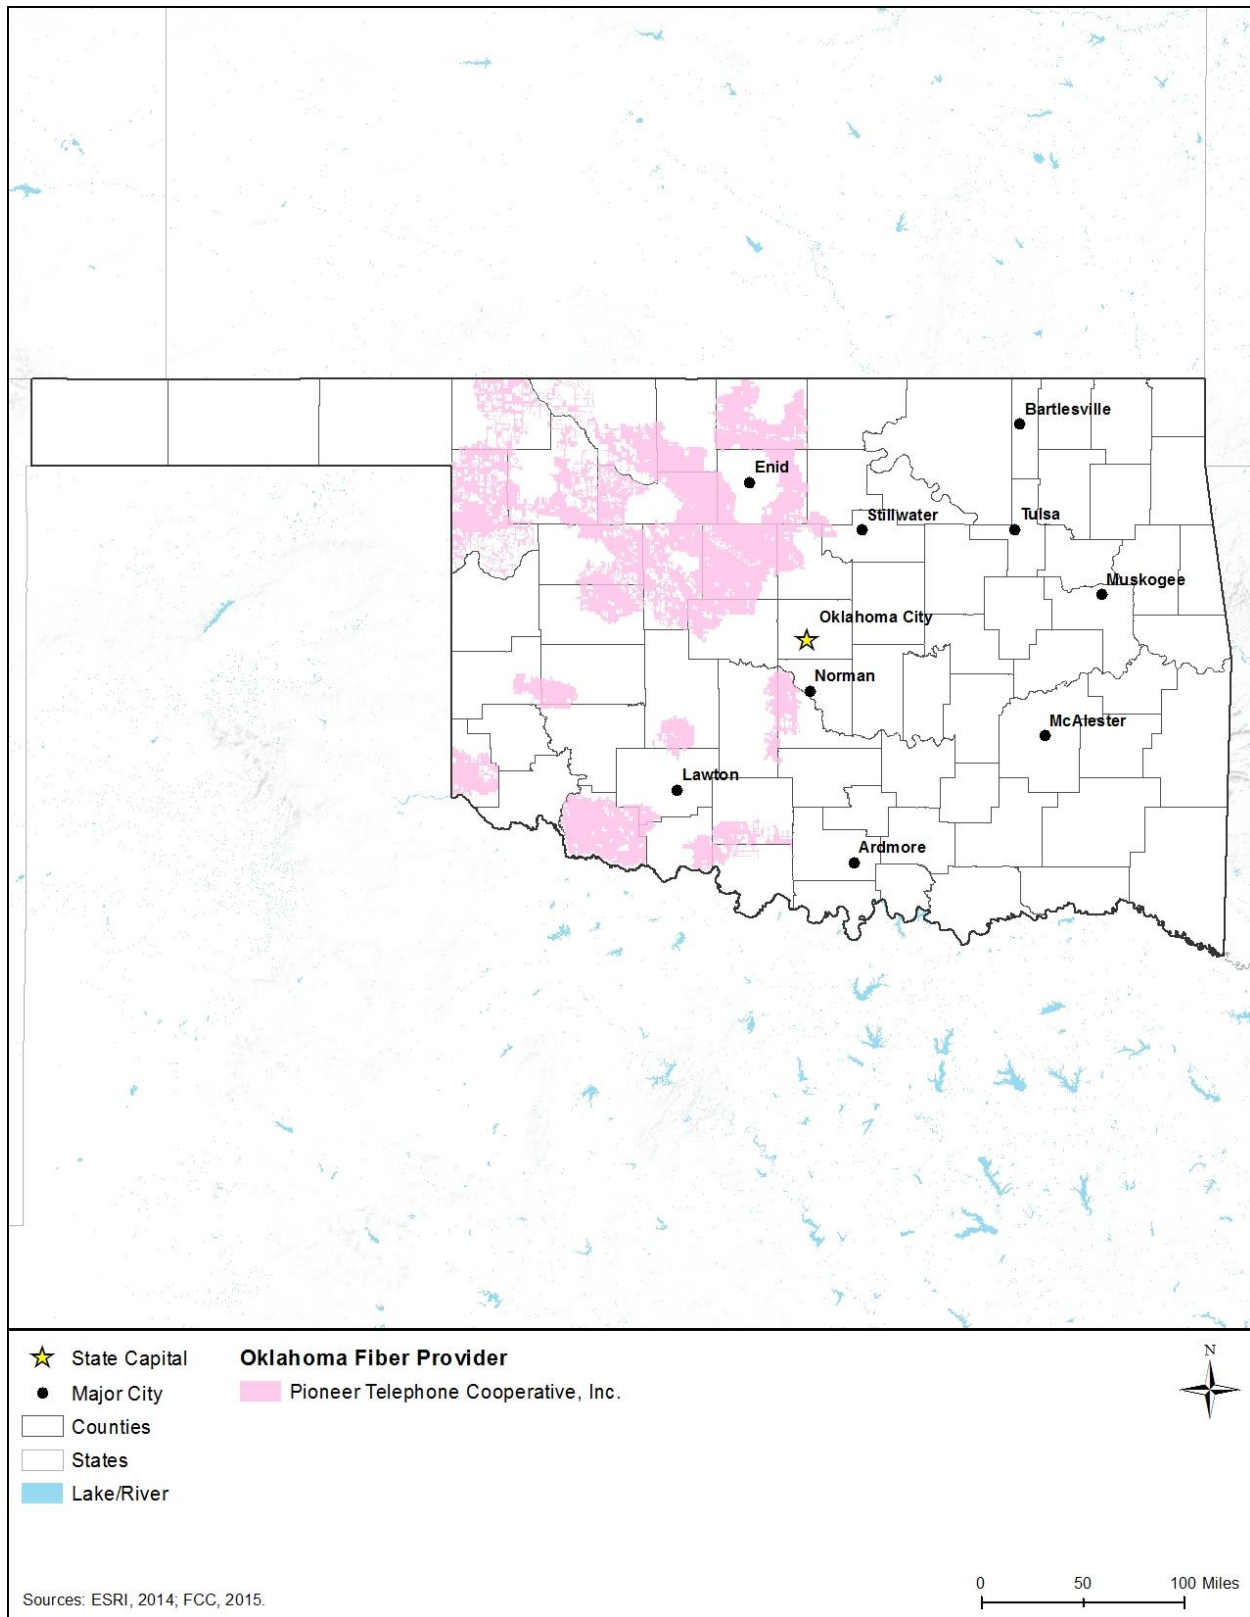 Bartlesville
Enid
Stillwater
Tulsa
Muskogee
Oklahoma City
Norman
McAlester
Lawton
Ardmore
State Capital
Major City
Counties
States
Lake/River
Oklahoma Fiber Provider
Pioneer Telephone Cooperative, Inc.
N
Sources: ESRI, 2014; FCC, 2015.
0 50 100 Miles